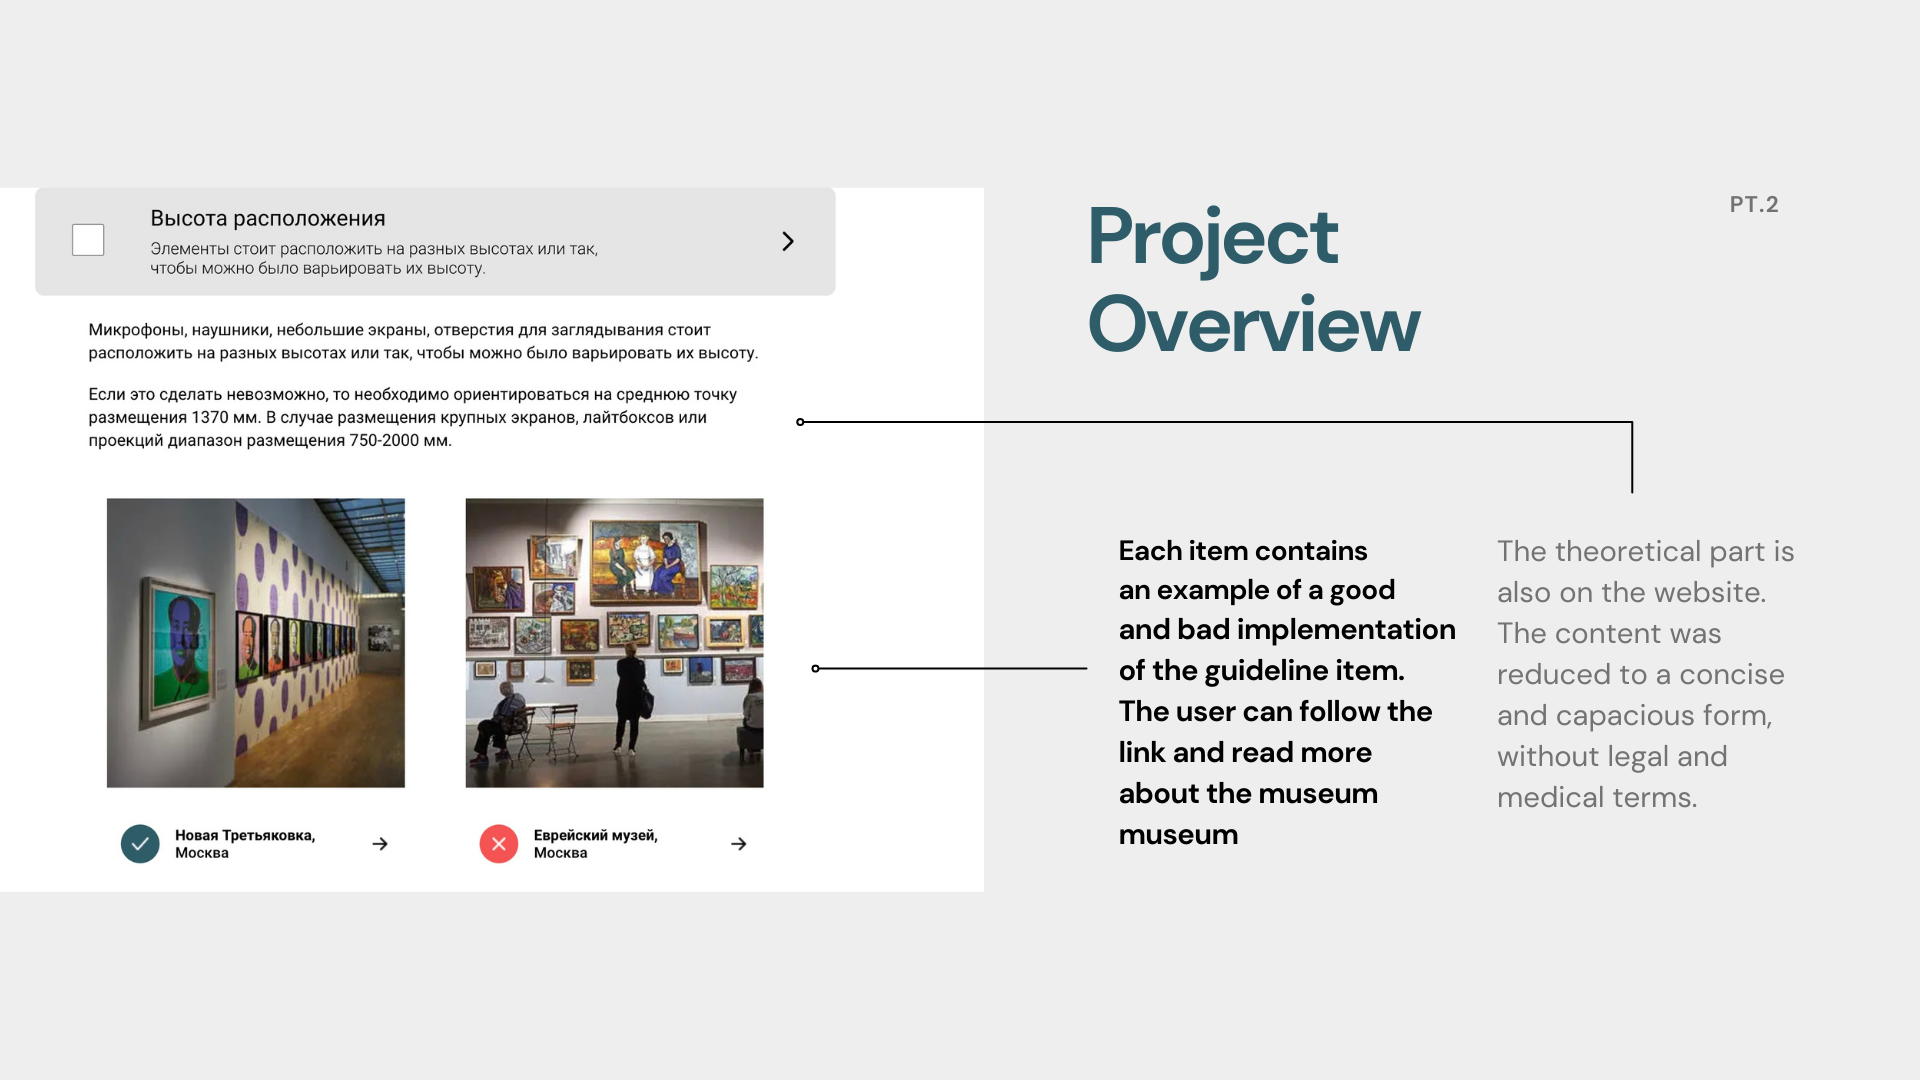 Высота расположения
Элементы стоит расположить на разных высотах или так,
чтобы можно было варьировать их высоту.
Микрофоны, наушники, небольшие экраны, отверстия для заглядывания стоит
расположить на разных высотах или так, чтобы можно было варьировать их высоту.
Если это сделать невозможно, то необходимо ориентироваться на среднюю точку
размещения 1370 мм. В случае размещения крупных экранов, лайтбоксов или
проекций диапазон размещения 750-2000 мм.
Новая Третьяковка,
Москва
Еврейский музей,
Москва
Project
Overview
PT.2
Each item contains
an example of a good
and bad implementation
of the guideline item.
The user can follow the
link and read more
about the museum
museum
The theoretical part is
also on the website.
The content was
reduced to a concise
and capacious form,
without legal and
medical terms.